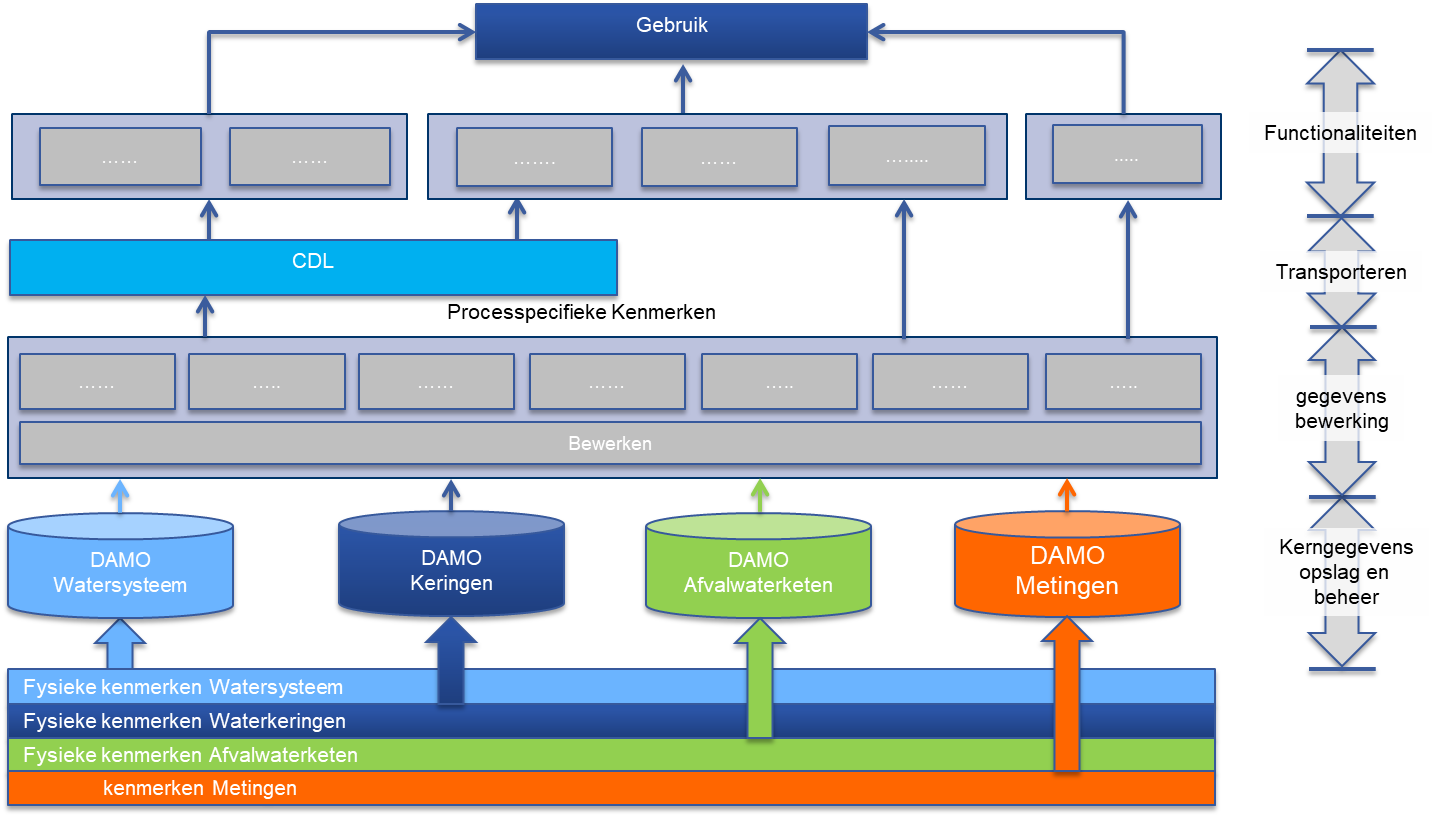 Gebruik
Functionaliteiten
……
……
…….
……
….....
.....
CDL
Transporteren
Processpecifieke Kenmerken
……
…..
……
……
…..
……
…..
gegevens
bewerking
Bewerken
DAMO
Watersysteem
DAMO
Keringen
DAMO
Afvalwaterketen
DAMO
Metingen
Kerngegevens
opslag en
beheer
Fysieke kenmerken Watersysteem
Fysieke kenmerken Waterkeringen
Fysieke kenmerken Afvalwaterketen
kenmerken Metingen